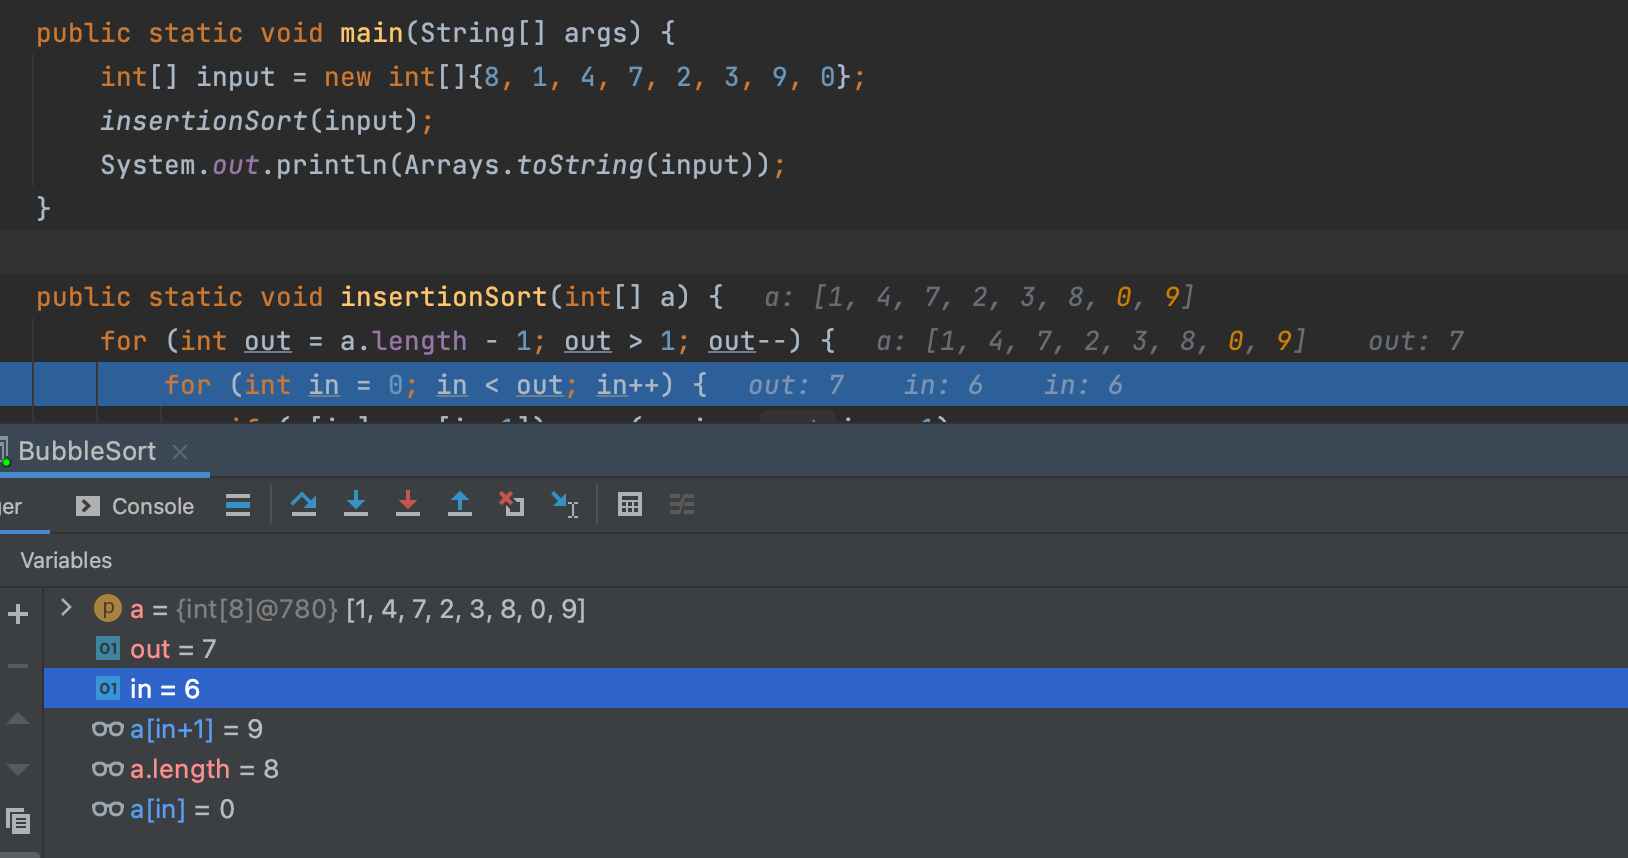 public static void main(String[] args) {
int[] input = new int[]{8, 1, 4, 7, 2, 3, 9, 0};
insertionSort(input);
System.out.println(Arrays.toString(input));
}
public static void insertionSort(int[] a) { a: [1, 4, 7, 2, 3, 8, 0, 9]
for (int out = a.length - 1; out > 1; out--) { a: [1, 4, 7, 2, 3, 8, 0, 9] out: 7
for (int in = 0; in < out; in++) { out: 7 in: 6 in: 6
BubbleSort
ger Console
Variables
a = {int[8]@780} [1, 4, 7, 2, 3, 8, 0, 9]
01 out = 7
01 in = 6
a[in+1] = 9
a.length = 8
a[in] = 0